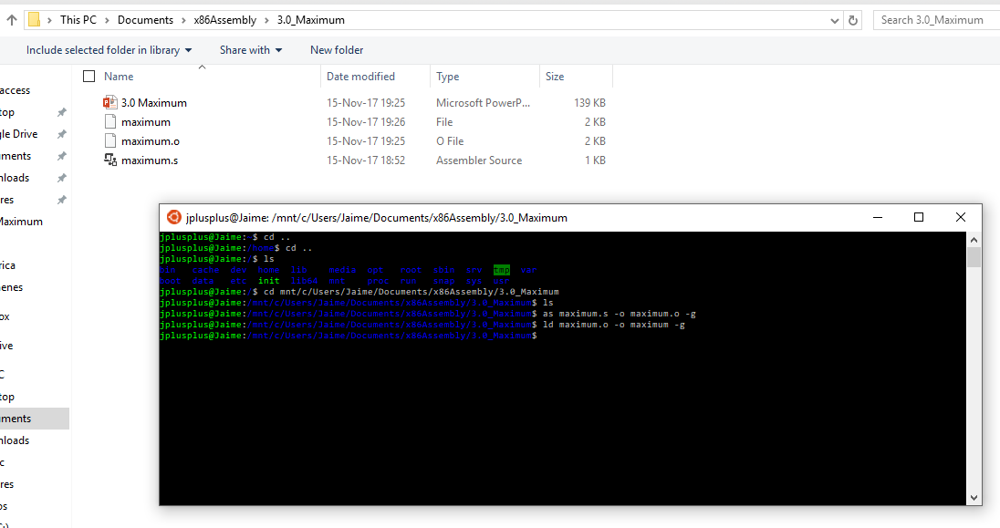 This PC > Documents > x86Assembly > 3.0_Maximum
Search 3.0_Maximum
Include selected folder in library Share with New folder
Name Date modified Type Size
3.0 Maximum 15-Nov-17 19:25 Microsoft PowerP... 139 KB
maximum 15-Nov-17 19:26 File 2 KB
maximum.o 15-Nov-17 19:25 O File 2 KB
maximum.s 15-Nov-17 18:52 Assembler Source 1 KB
access
top
gle Drive
uments
nloads
res
Maximum
rica
enes
ox
ive
C
top
uments
nloads
c
res
os
jplusplus@Jaime: /mnt/c/Users/Jaime/Documents/x86Assembly/3.0_Maximum
jplusplus@Jaime:~$ cd ..
jplusplus@Jaime:/home$ cd ..
jplusplus@Jaime:/$ ls
bin cache dev home lib media opt root sbin srv tmp var
boot data etc init lib64 mnt proc run snap sys usr
jplusplus@Jaime:/$ cd mnt/c/Users/Jaime/Documents/x86Assembly/3.0_Maximum
jplusplus@Jaime:/mnt/c/Users/Jaime/Documents/x86Assembly/3.0_Maximum$ ls
jplusplus@Jaime:/mnt/c/Users/Jaime/Documents/x86Assembly/3.0_Maximum$ as maximum.s -o maximum.o -g
jplusplus@Jaime:/mnt/c/Users/Jaime/Documents/x86Assembly/3.0_Maximum$ ld maximum.o -o maximum -g
jplusplus@Jaime:/mnt/c/Users/Jaime/Documents/x86Assembly/3.0_Maximum$